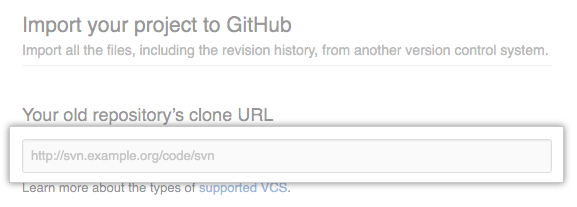 Import your project to GitHub
Import all the files, including the revision history, from another version control system.
Your old repository's clone URL
http://svn.example.org/code/svn
Learn more about the types of supported VCS.